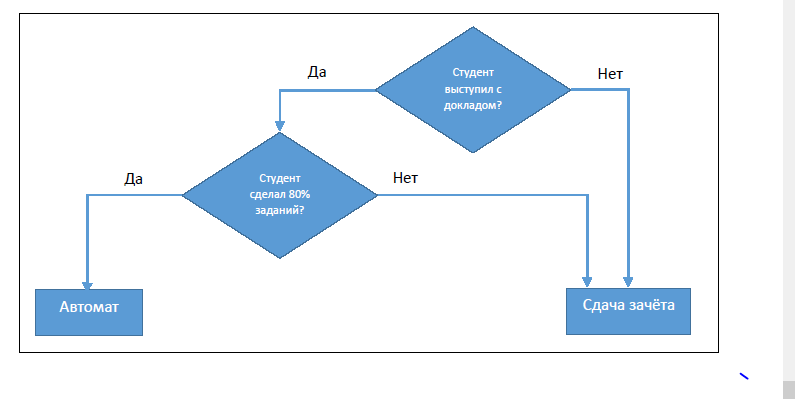 Студент
выступил с
докладом?
Да
Нет
Студент
сделал 80%
заданий?
Да
Нет
Автомат
Сдача зачёта